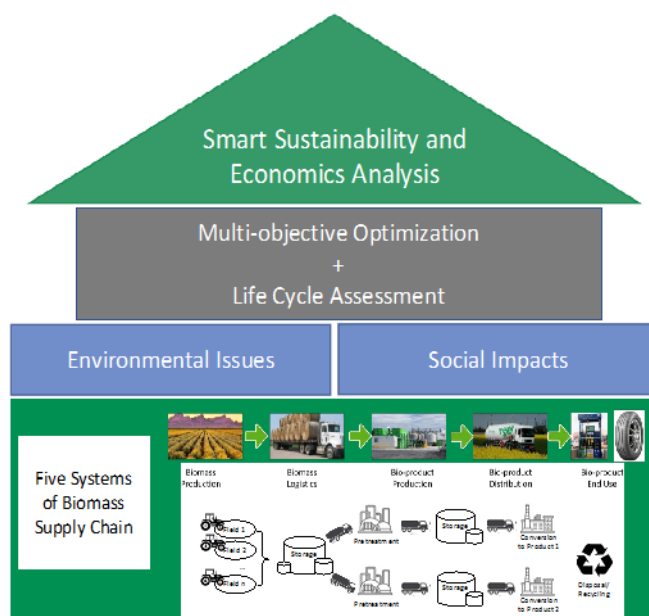 Smart Sustainability and
Economics Analysis
Multi-objective Optimization
+
Life Cycle Assessment
Environmental Issues
Social Impacts
Five Systems
of Biomass
Supply Chain
Biomass
Production
Biomass
Logistics
Bio-product
Production
Bio-product
Distribution
Bio-product
End Use
Field 1
Field 2
...
Field n
Storage
Pretreatment
Storage
Conversion
to Product 1
Pretreatment
Storage
Conversion
to Product 2
Disposal/
Recycling